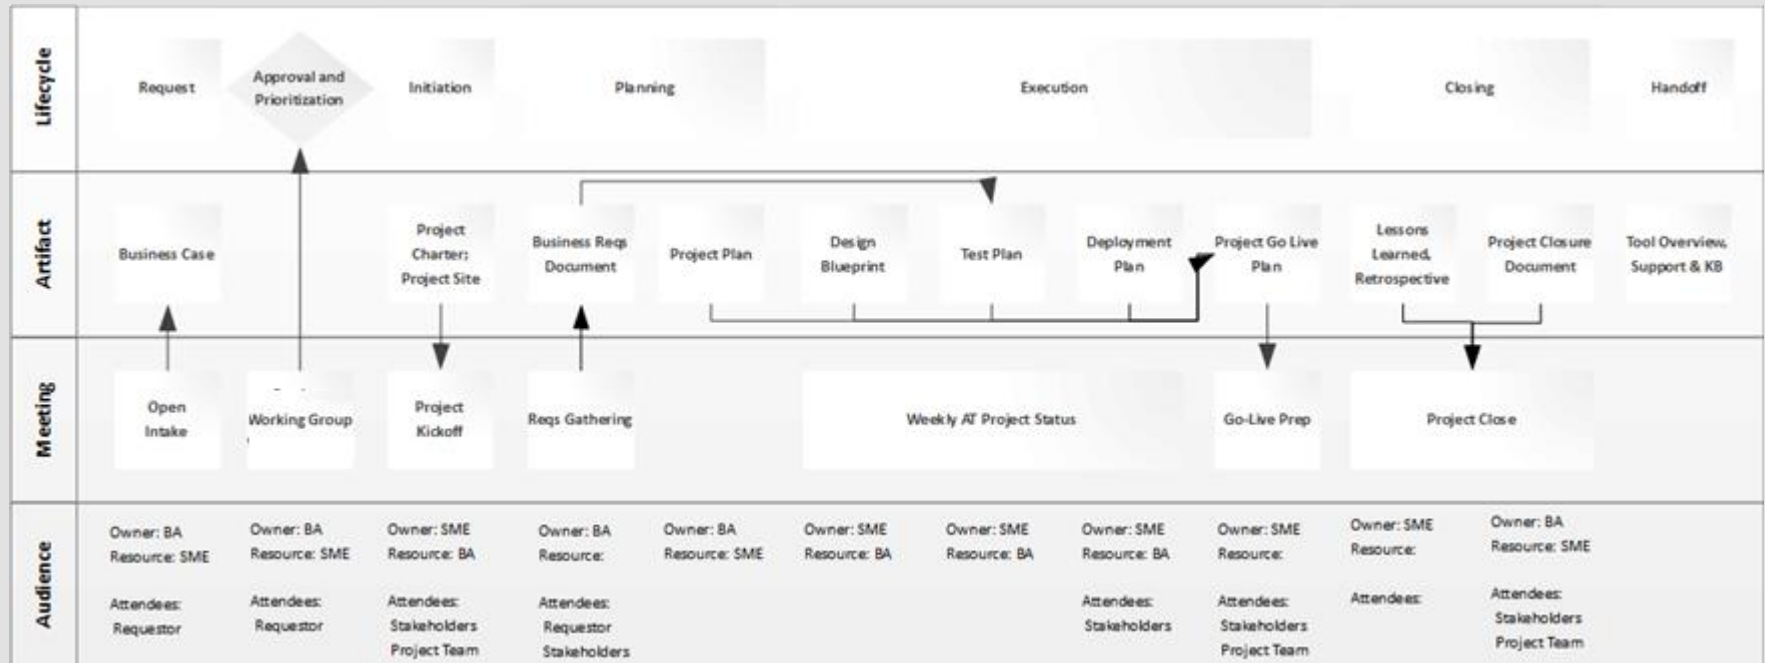 Lifecycle
Request
Approval and
Prioritization
Initiation
Planning
Execution
Closing
Handoff
Artifact
Business Case
Project
Charter;
Project Site
Business Reqs
Document
Project Plan
Design
Blueprint
Test Plan
Deployment
Plan
Project Go Live
Plan
Lessons
Learned,
Retrospective
Project Closure
Document
Tool Overview,
Support & KB
Meeting
Open
Intake
Working Group
Project
Kickoff
Reqs Gathering
Weekly AT Project Status
Go-Live Prep
Project Close
Audience
Owner: BA
Resource: SME
Attendees:
Requestor
Owner: BA
Resource: SME
Attendees:
Requestor
Owner: SME
Resource: BA
Attendees:
Stakeholders
Project Team
Owner: BA
Resource:
Attendees:
Requestor
Stakeholders
Owner: BA
Resource: SME
Owner: SME
Resource: BA
Owner: SME
Resource: BA
Owner: SME
Resource: BA
Attendees:
Stakeholders
Owner: SME
Resource:
Attendees:
Stakeholders
Project Team
Owner: SME
Resource:
Attendees:
Owner: BA
Resource: SME
Attendees:
Stakeholders
Project Team